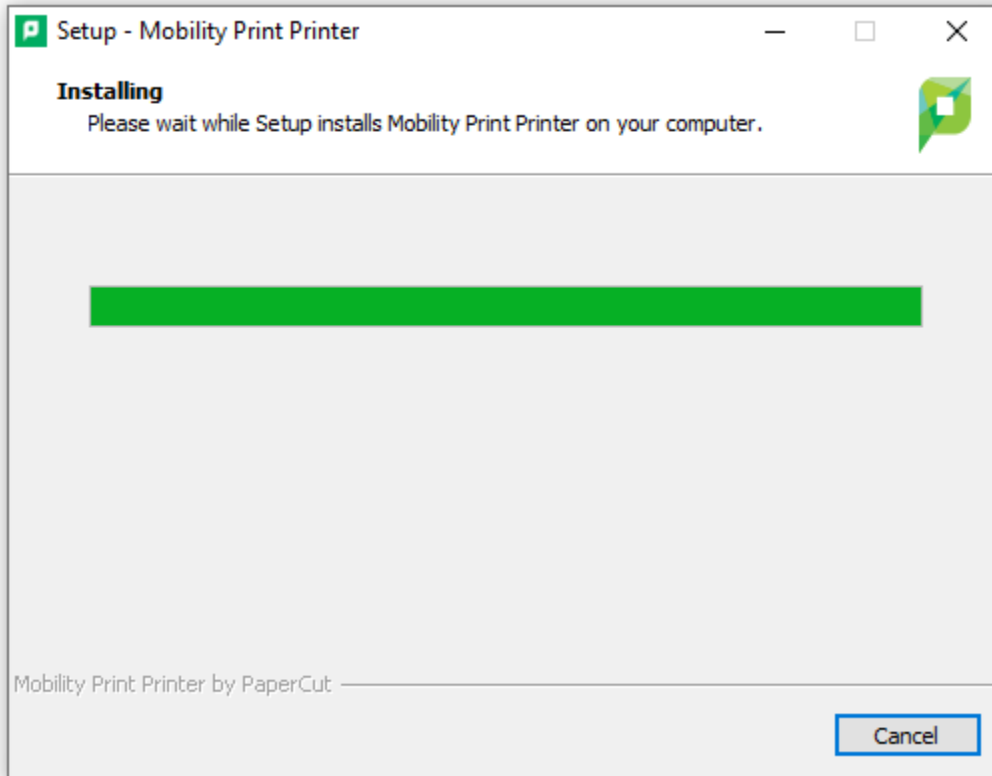 Setup - Mobility Print Printer
Installing
Please wait while Setup installs Mobility Print Printer on your computer.
Mobility Print Printer by PaperCut
Cancel